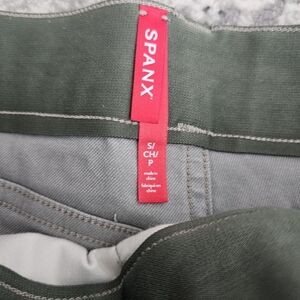 SPANX
S/
CH/
P
made in
china
fabriqué en
chine